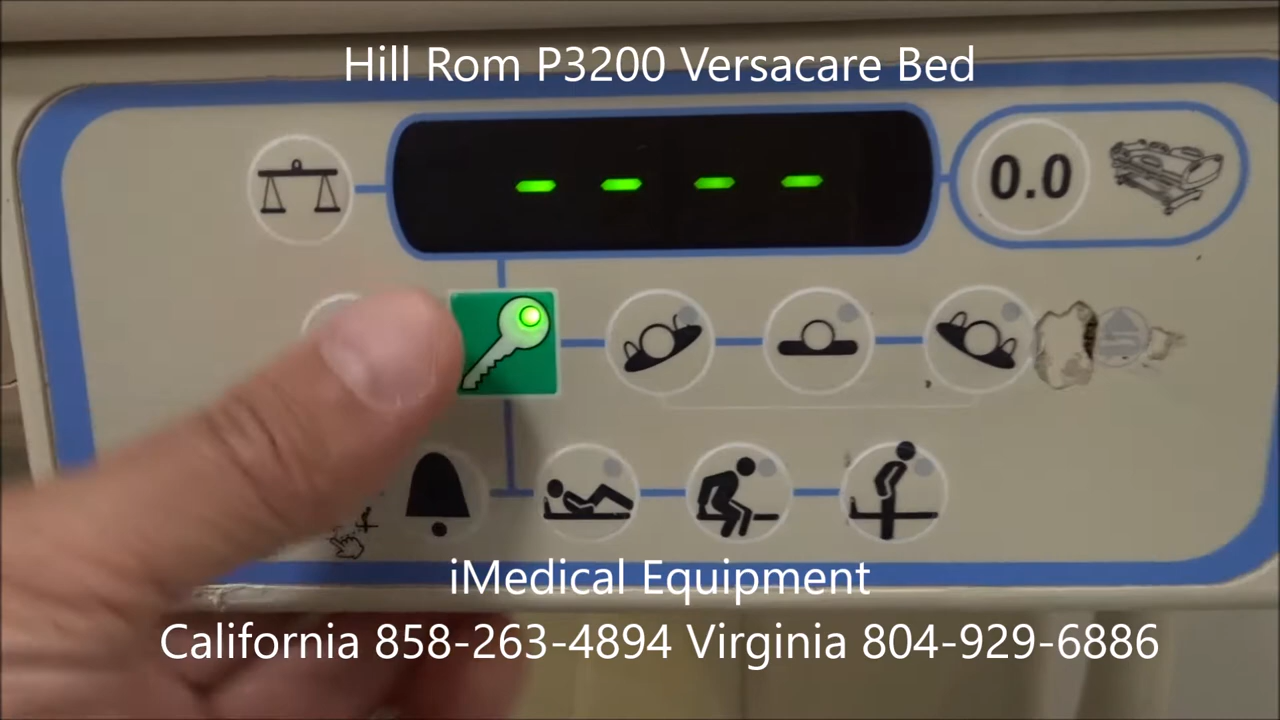 Hill Rom P3200 Versacare Bed
- - - -
0.0
iMedical Equipment
California 858-263-4894 Virginia 804-929-6886